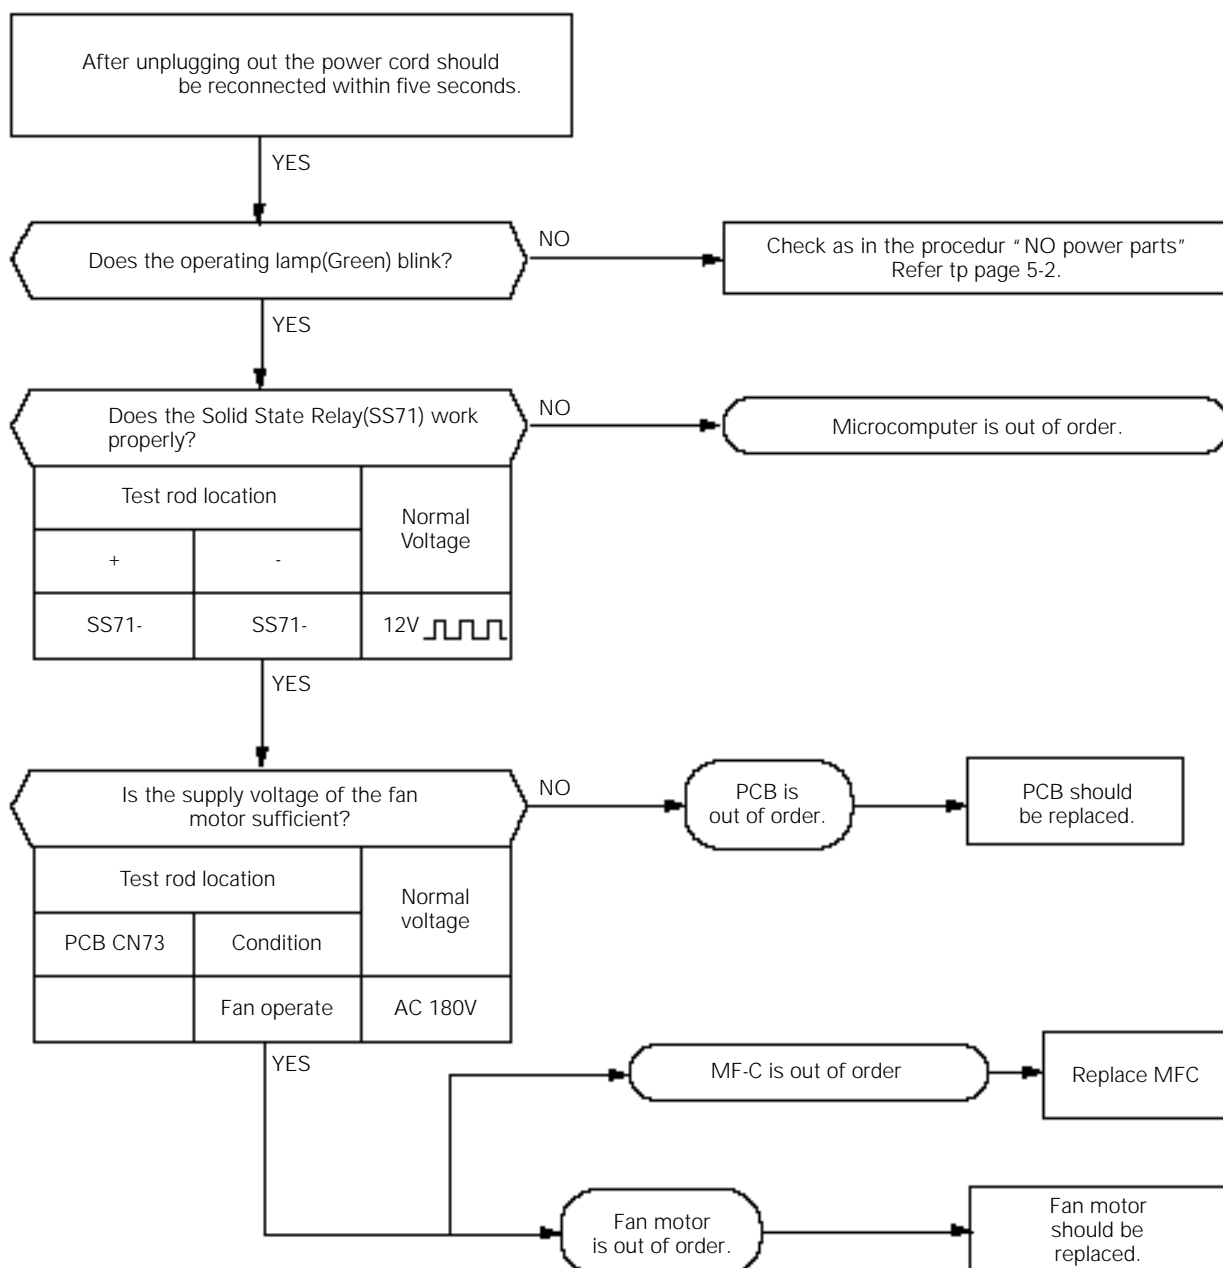 After unplugging out the power cord should
be reconnected within five seconds.
YES
Does the operating lamp(Green) blink?
NO
Check as in the procedur “NO power parts”
Refer tp page 5-2.
YES
Does the Solid State Relay(SS71) work
properly?
NO
Microcomputer is out of order.
Test rod location
Normal
Voltage
+
-
SS71-
SS71-
12V
YES
Is the supply voltage of the fan
motor sufficient?
NO
PCB is
out of order.
PCB should
be replaced.
Test rod location
Normal
voltage
PCB CN73
Condition
Fan operate
AC 180V
YES
MF-C is out of order
Replace MFC
Fan motor
is out of order.
Fan motor
should be
replaced.